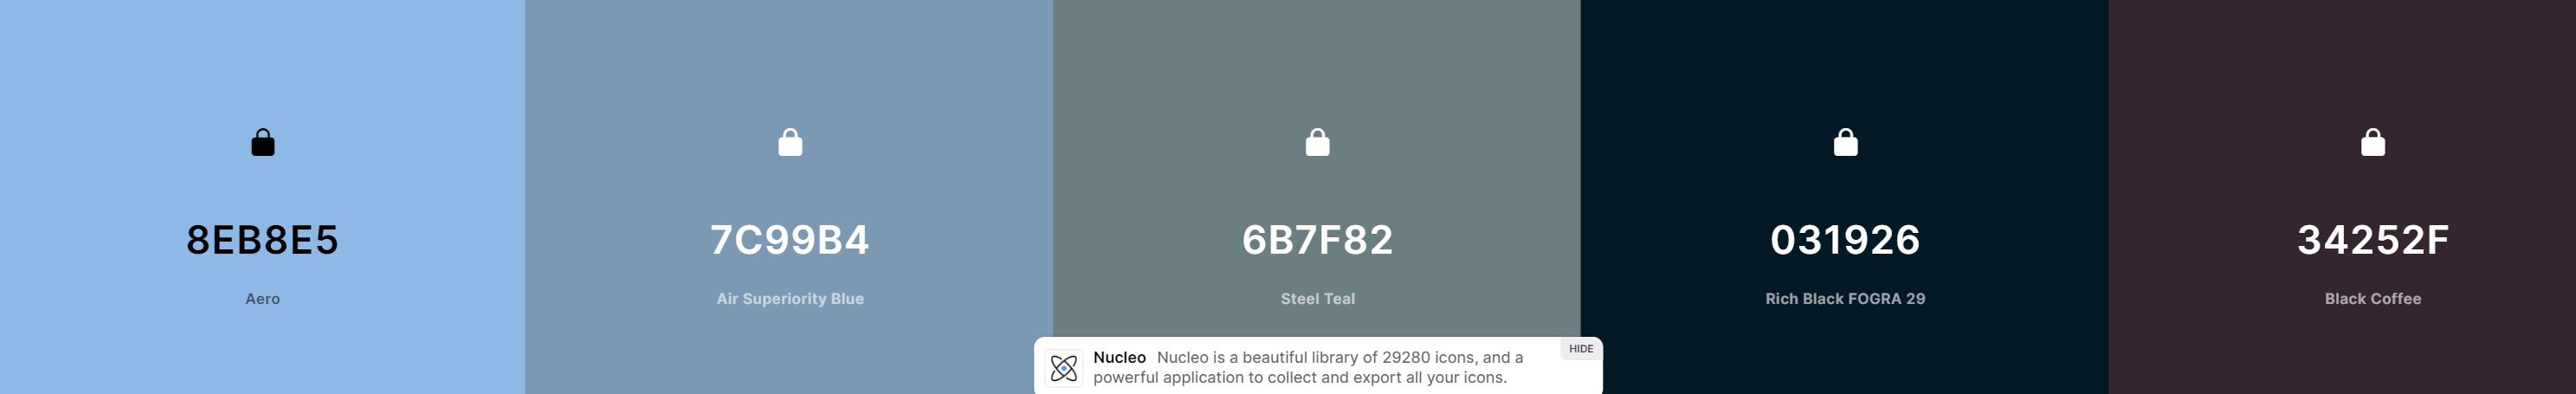 8EB8E5
Aero
7C99B4
Air Superiority Blue
6B7F82
Steel Teal
031926
Rich Black FOGRA 29
34252F
Black Coffee
Nucleo Nucleo is a beautiful library of 29280 icons, and a
powerful application to collect and export all your icons.
HIDE